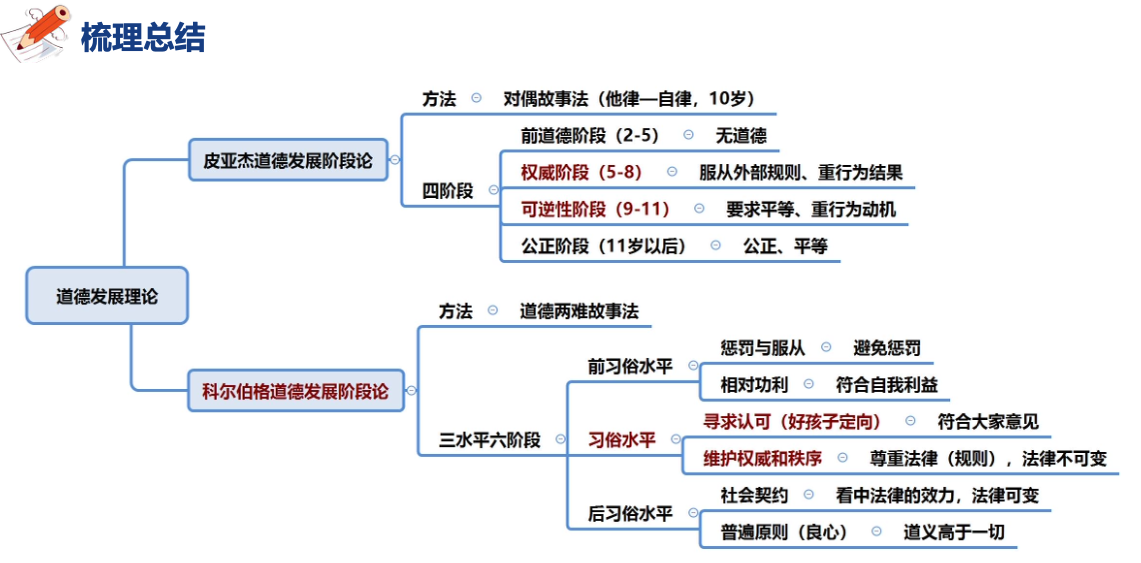 梳理总结
方法 对偶故事法（他律—自律，10岁）
前道德阶段（2-5） 无道德
皮亚杰道德发展阶段论
权威阶段（5-8） 服从外部规则、重行为结果
四阶段
可逆性阶段（9-11） 要求平等、重行为动机
公正阶段（11岁以后） 公正、平等
道德发展理论
方法 道德两难故事法
惩罚与服从 避免惩罚
前习俗水平
相对功利 符合自我利益
科尔伯格道德发展阶段论
寻求认可（好孩子定向） 符合大家意见
三水平六阶段 习俗水平
维护权威和秩序 尊重法律（规则），法律不可变
社会契约 看中法律的效力，法律可变
后习俗水平
普遍原则（良心） 道义高于一切